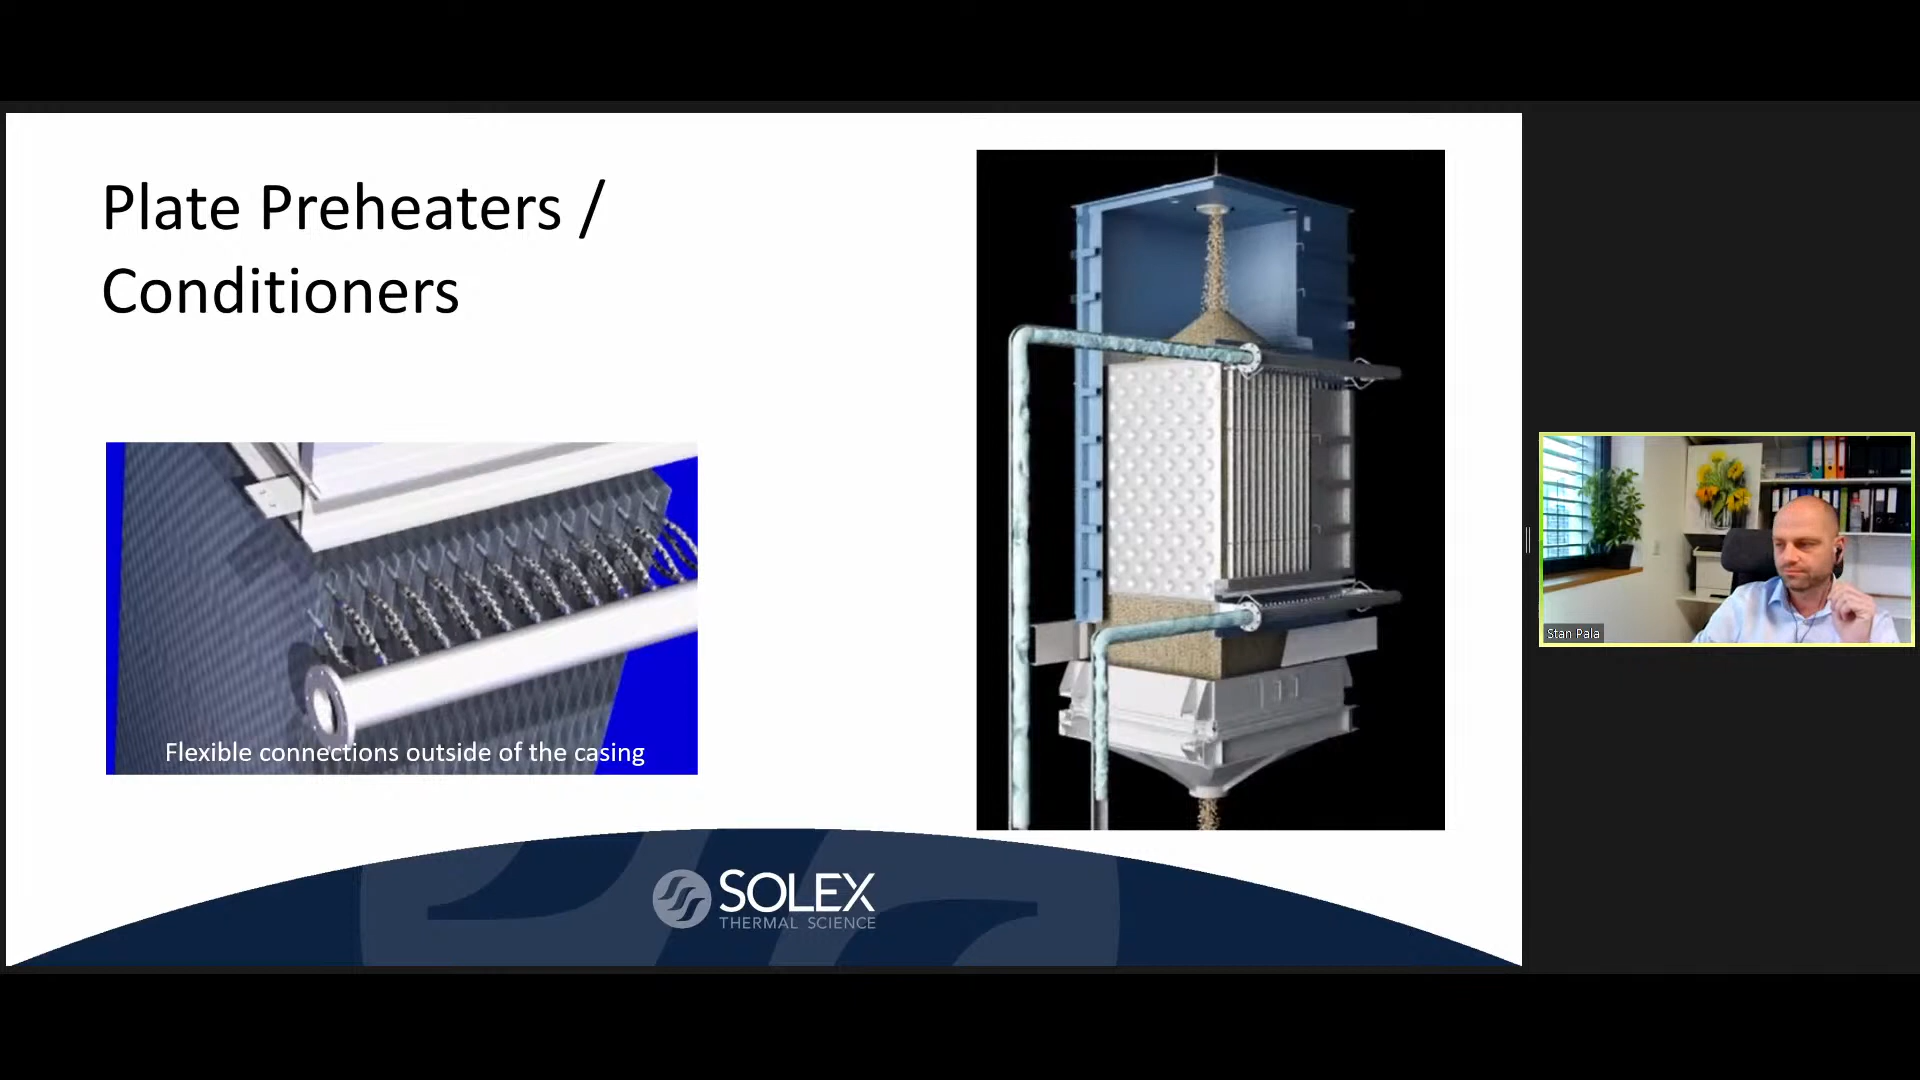 Plate Preheaters /
Conditioners
Flexible connections outside of the casing
SOLEX
THERMAL SCIENCE
Stan Pala